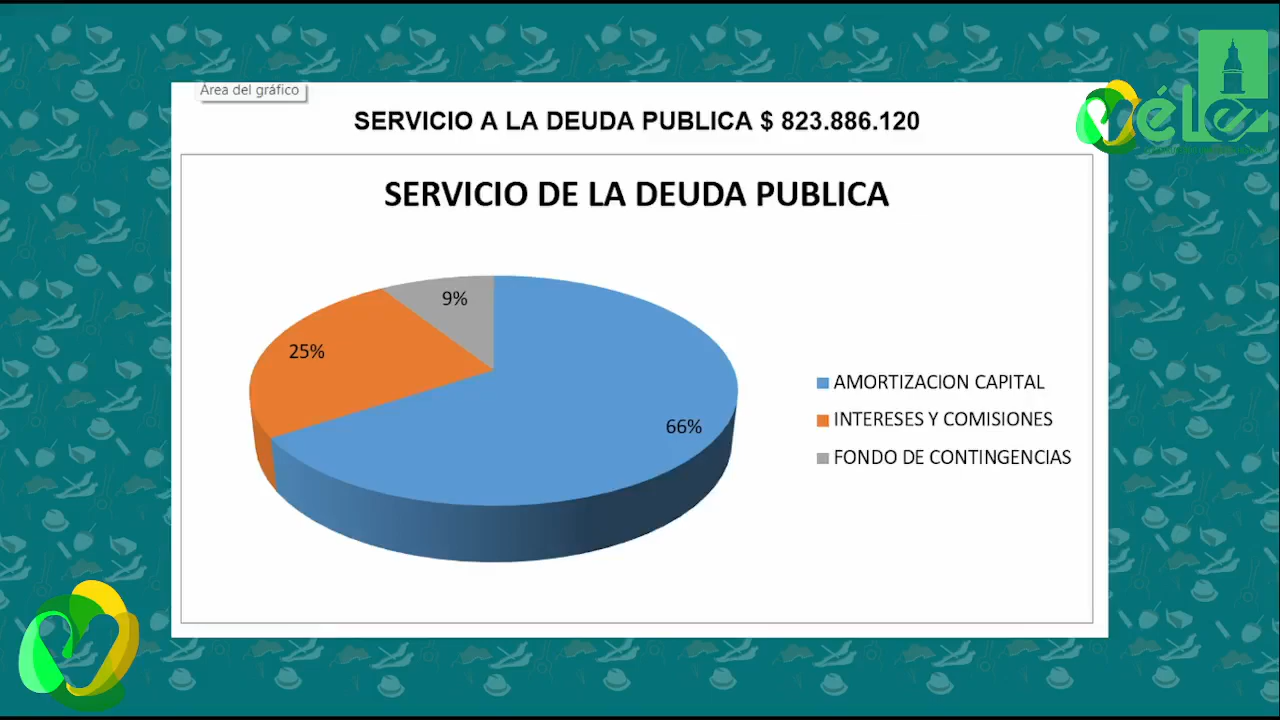 Área del gráfico
SERVICIO A LA DEUDA PUBLICA $ 823.886.120
SERVICIO DE LA DEUDA PUBLICA
9%
25%
66%
AMORTIZACION CAPITAL
INTERESES Y COMISIONES
FONDO DE CONTINGENCIAS